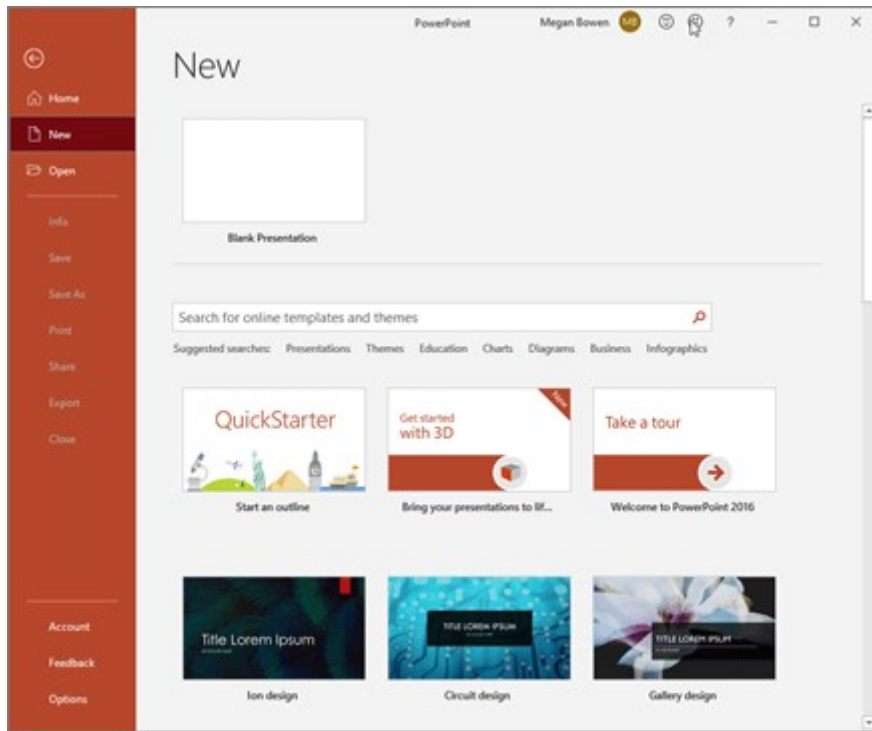 PowerPoint
Megan Bowen MB ?
New
Home
New
Open
Info
Save
Save As
Print
Share
Export
Close
Account
Feedback
Options
Blank Presentation
Search for online templates and themes
Suggested searches: Presentations Themes Education Charts Diagrams Business Infographics
QuickStarter
Start an outline
Get started
with 3D
New
Bring your presentations to lif...
Take a tour
Welcome to PowerPoint 2016
Title Lorem Ipsum
Ion design
TITLE LOREM IPSUM
Circuit design
TITLE LOREM IPSUM
Gallery design